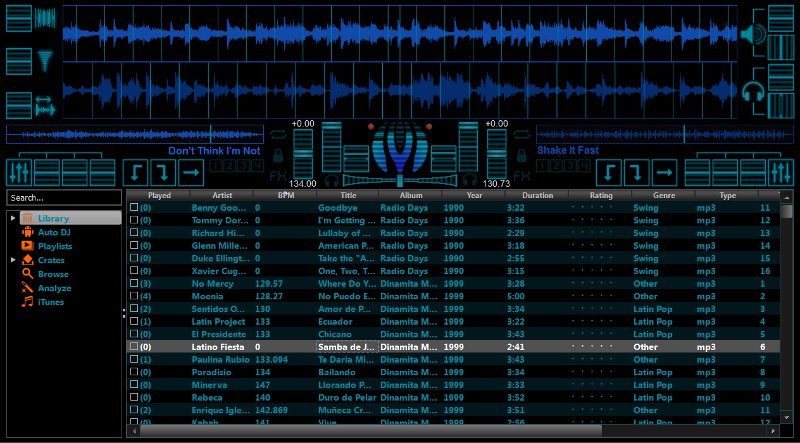 +0.00 +0.00
Don't Think I'm Not
Shake It Fast
1 2 3 4
1 2 3 4
FX
FX
134.00 130.73
Search...
Library
Auto DJ
Playlists
Crates
Browse
Analyze
iTunes
Played Artist BPM Title Album Year Duration Rating Genre Type
(0) Benny Goo... 0 Goodbye Radio Days 1990 3:22 Swing mp3 11
(0) Tommy Dor... 0 I'm Getting ... Radio Days 1990 3:36 Swing mp3 12
(0) Richard Hi... 0 Lullaby of ... Radio Days 1990 2:29 Swing mp3 13
(0) Glenn Mille... 0 American P... Radio Days 1990 3:28 Swing mp3 14
(0) Duke Ellingt... 0 Take the "A... Radio Days 1990 2:55 Swing mp3 15
(0) Xavier Cug... 0 One, Two, T... Radio Days 1990 3:15 Swing mp3 16
(3) No Mercy 129.57 Where Do Y... Dinamita M... 1999 3:28 Other mp3 1
(4) Moenia 128.27 No Puedo E... Dinamita M... 1999 5:00 Other mp3 2
(2) Sentidos O... 130 Amor de P... Dinamita M... 1999 3:34 Latin Pop mp3 3
(1) Latin Project 133 Ecuador Dinamita M... 1999 3:22 Latin Pop mp3 4
(0) El Presidente 133 Chicano Dinamita M... 1999 3:43 Latin Pop mp3 5
(0) Latino Fiesta 0 Samba de J... Dinamita M... 1999 2:41 Other mp3 6
(1) Paulina Rubio 133.094 Te Daria Mi... Dinamita M... 1999 3:43 Other mp3 7
(0) Paradisio 134 Bailando Dinamita M... 1999 3:34 Latin Pop mp3 8
(0) Minerva 147 Llorando P... Dinamita M... 1999 3:33 Latin Pop mp3 9
(0) Rebeca 140 Duro de Pelar Dinamita M... 1999 3:52 Latin Pop mp3 10
(2) Enrique Igle... 142.869 Muñeca Cr... Dinamita M... 1999 3:51 Other mp3 11
(0) Kabah 141 Vive Dinamita M... 1999 2:56 Latin Pop mp3 12